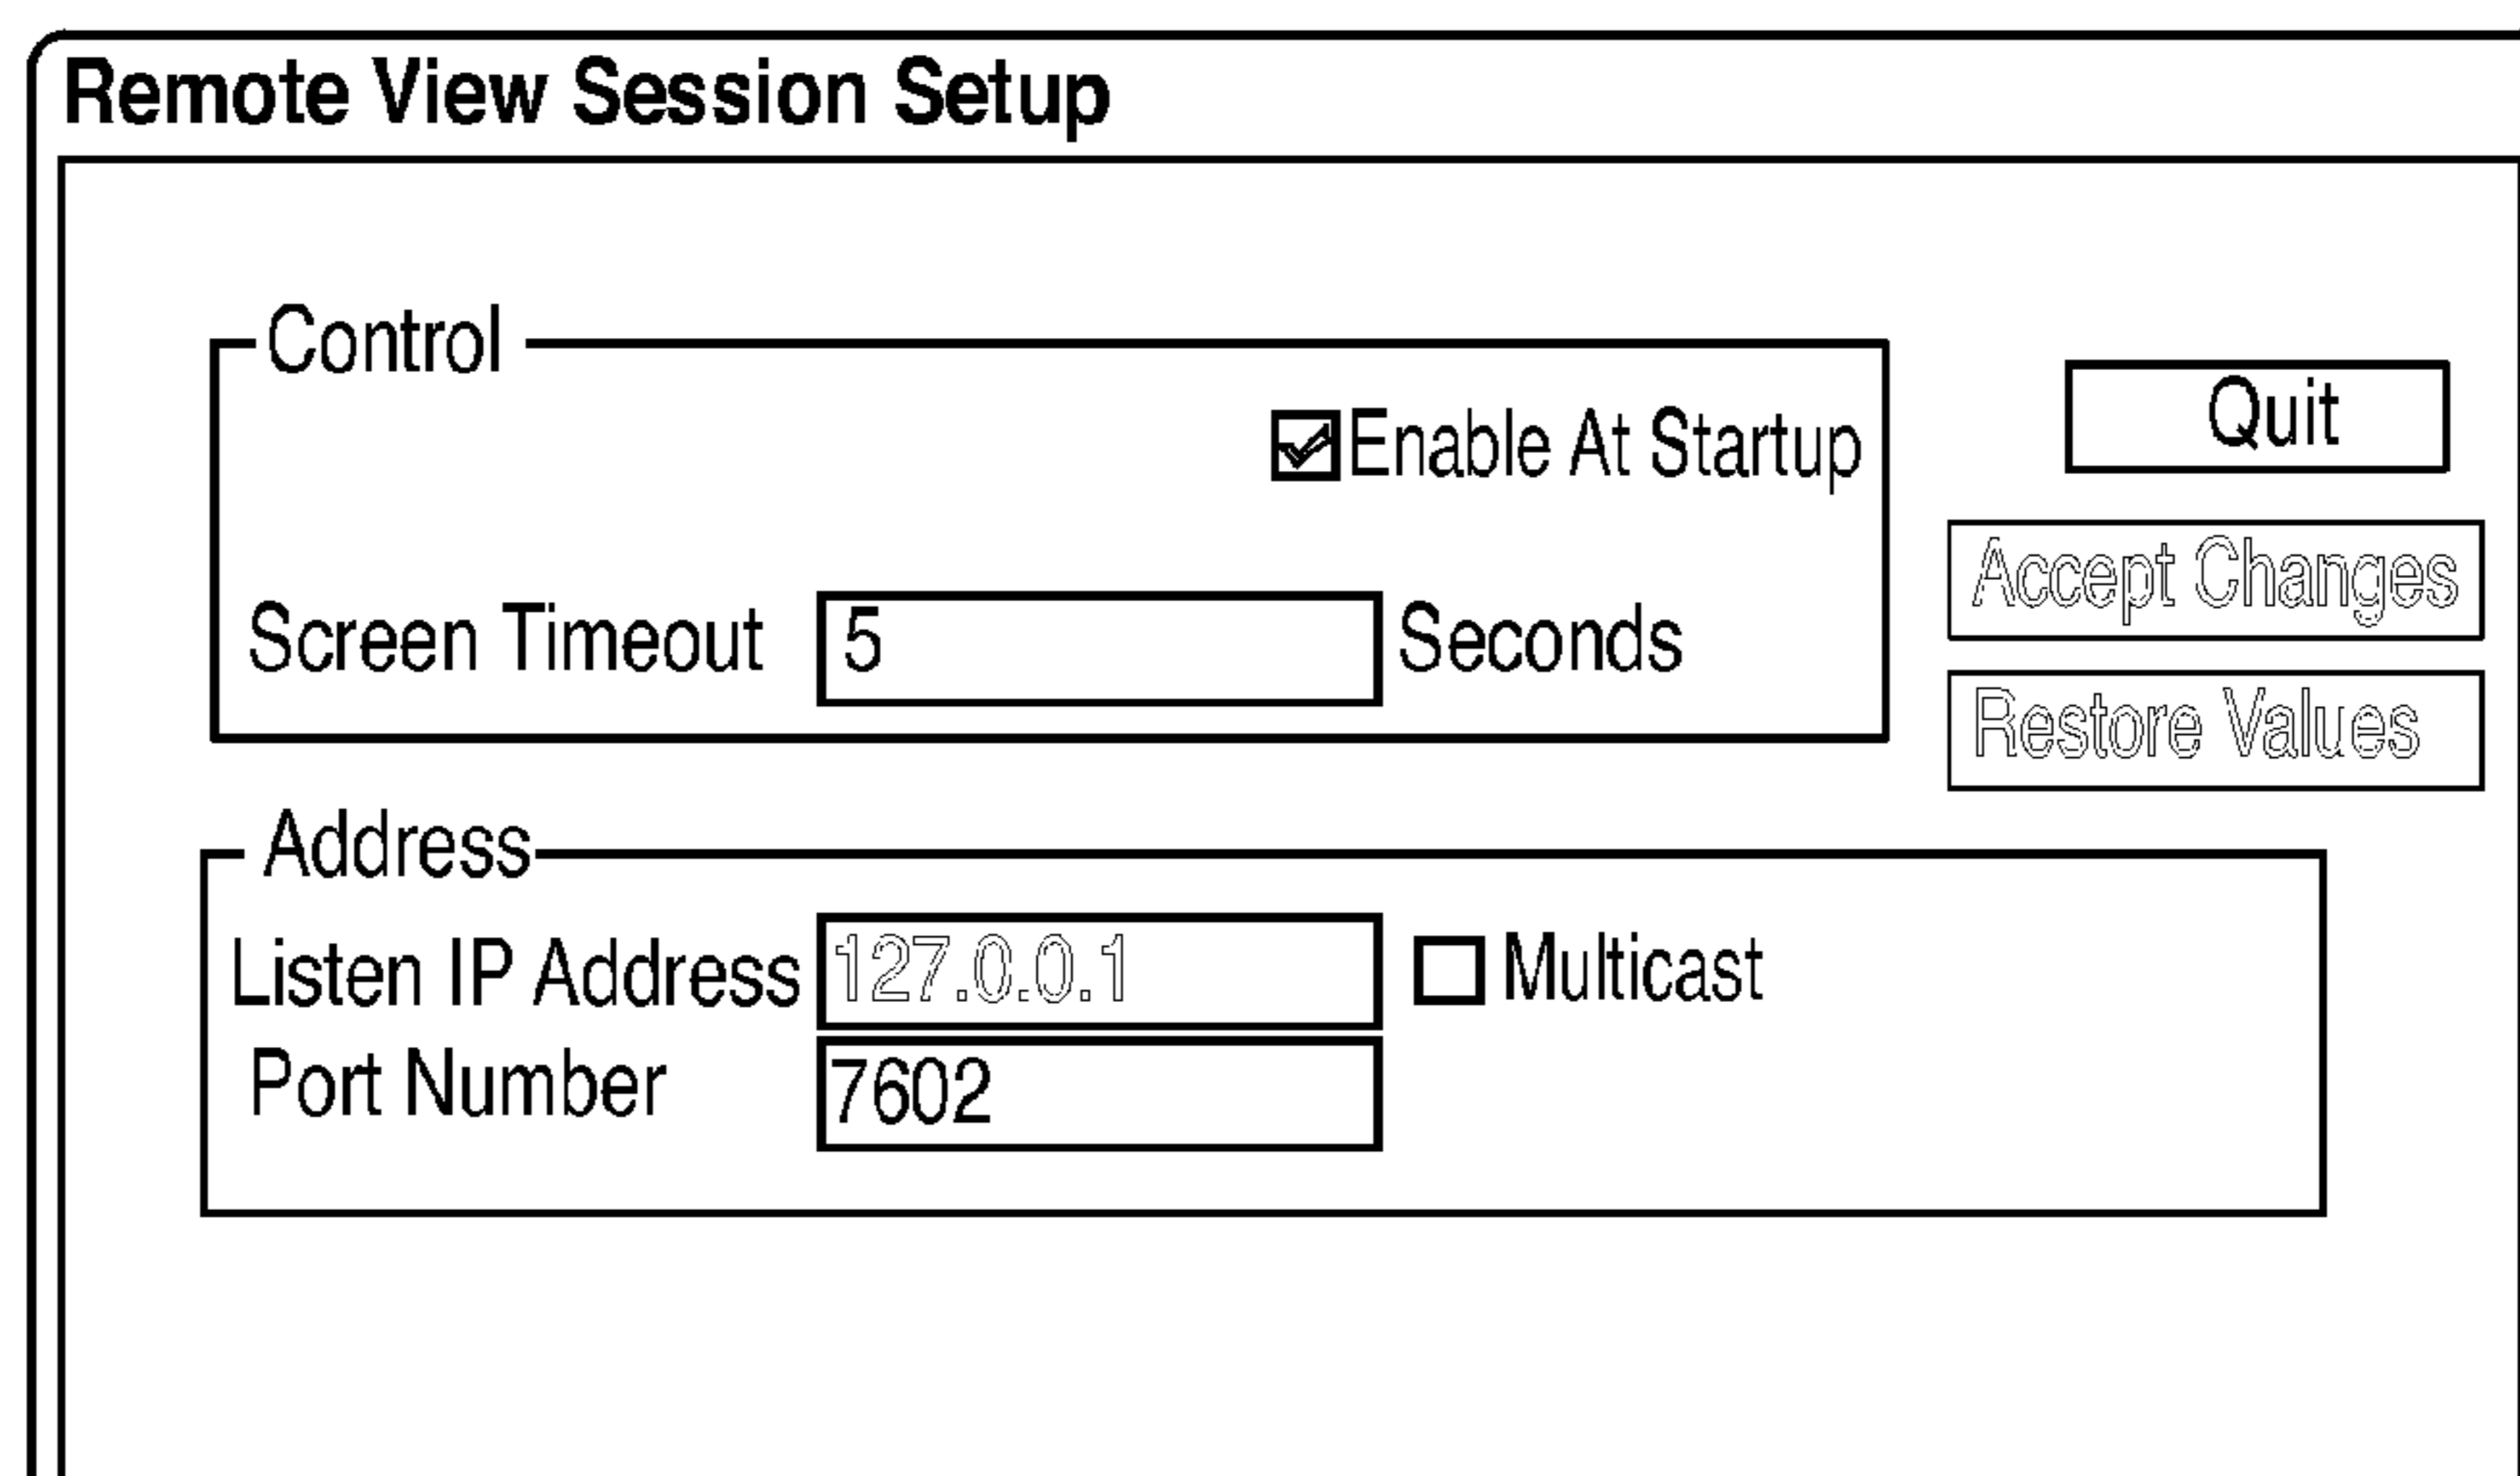 Remote View Session Setup
Control
Enable At Startup
Quit
Accept Changes
Screen Timeout 5 Seconds
Restore Values
Address
Listen IP Address 127.0.0.1 Multicast
Port Number 7602